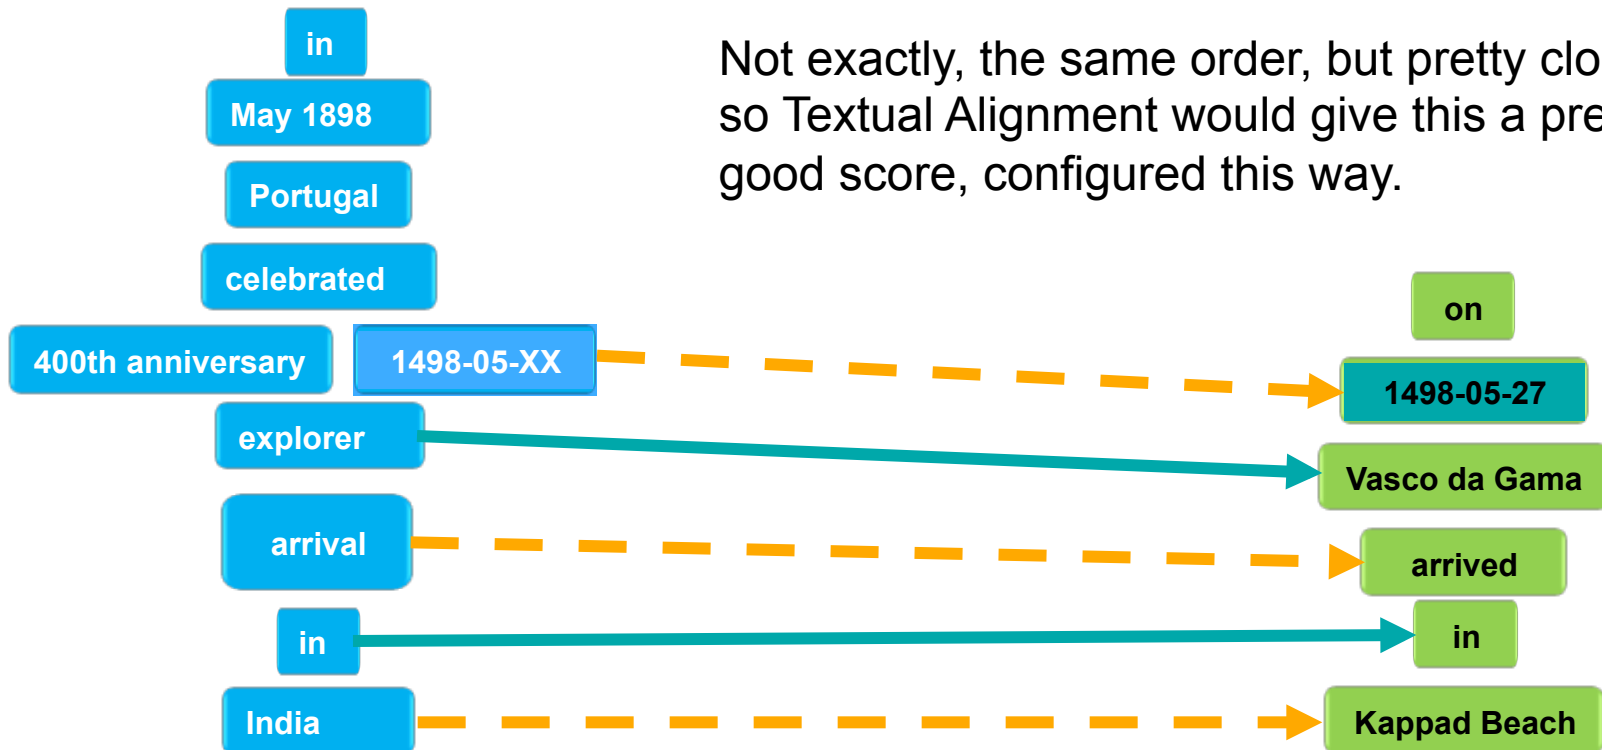 in
Not exactly, the same order, but pretty clo
May 1898
so Textual Alignment would give this a pre
good score, configured this way.
Portugal
celebrated
on
400th anniversary
1498-05-XX
1498-05-27
explorer
Vasco da Gama
arrival
arrived
in
in
India
Kappad Beach